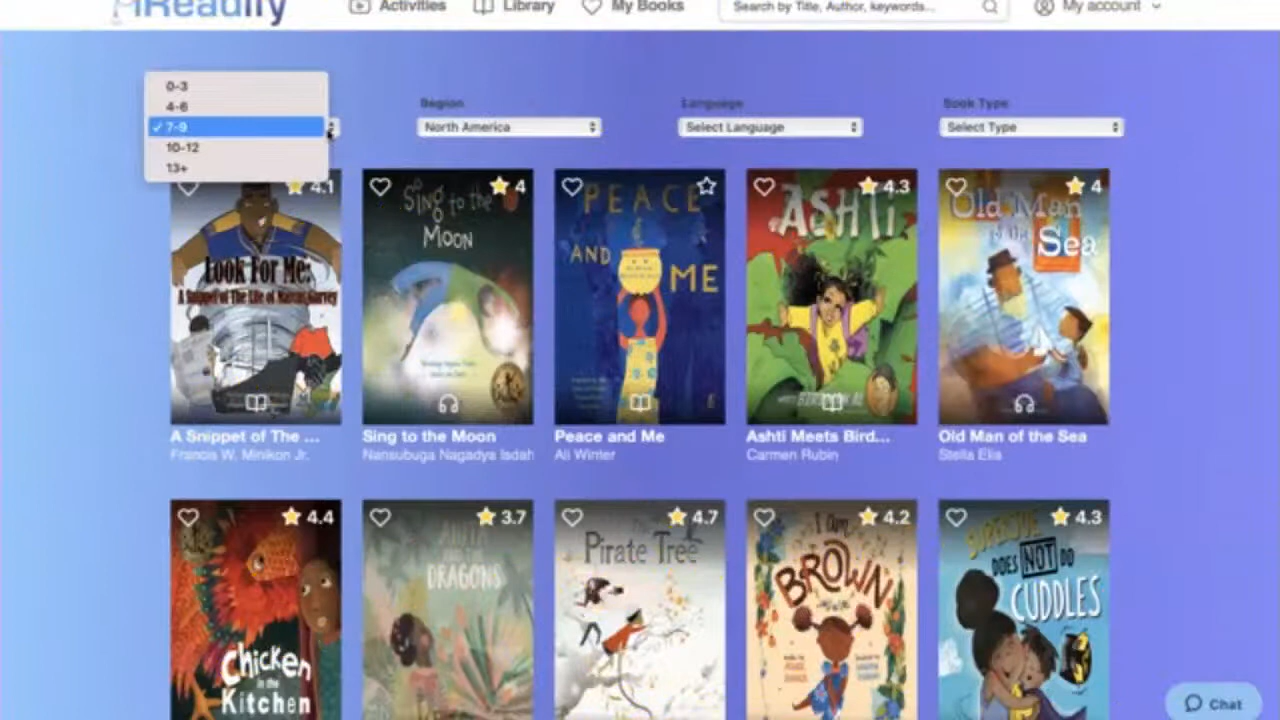 iReadify
Activities
Library
My Books
Search by Title, Author, keywords...
My account
0-3
4-6
✓ 7-9
10-12
13+
Region
North America
Language
Select Language
Book Type
Select Type
4.1
Look For Me:
A Snippet of The Life of Marcus Garvey
A Snippet of The ...
Francis W. Minikon Jr.
4
Sing to the
Moon
Sing to the Moon
Nansubuga Nagadya Isdah
PEACE
AND
ME
Peace and Me
Ali Winter
4.3
ASHTI
Ashti Meets Bird...
Carmen Rubin
4
Old Man
of the
Sea
Old Man of the Sea
Stella Elia
4.4
Chicken
in the
Kitchen
3.7
DRAGONS
4.7
Pirate Tree
4.2
I am
BROWN
4.3
SUREISHE
DOES NOT DO
CUDDLES
Chat